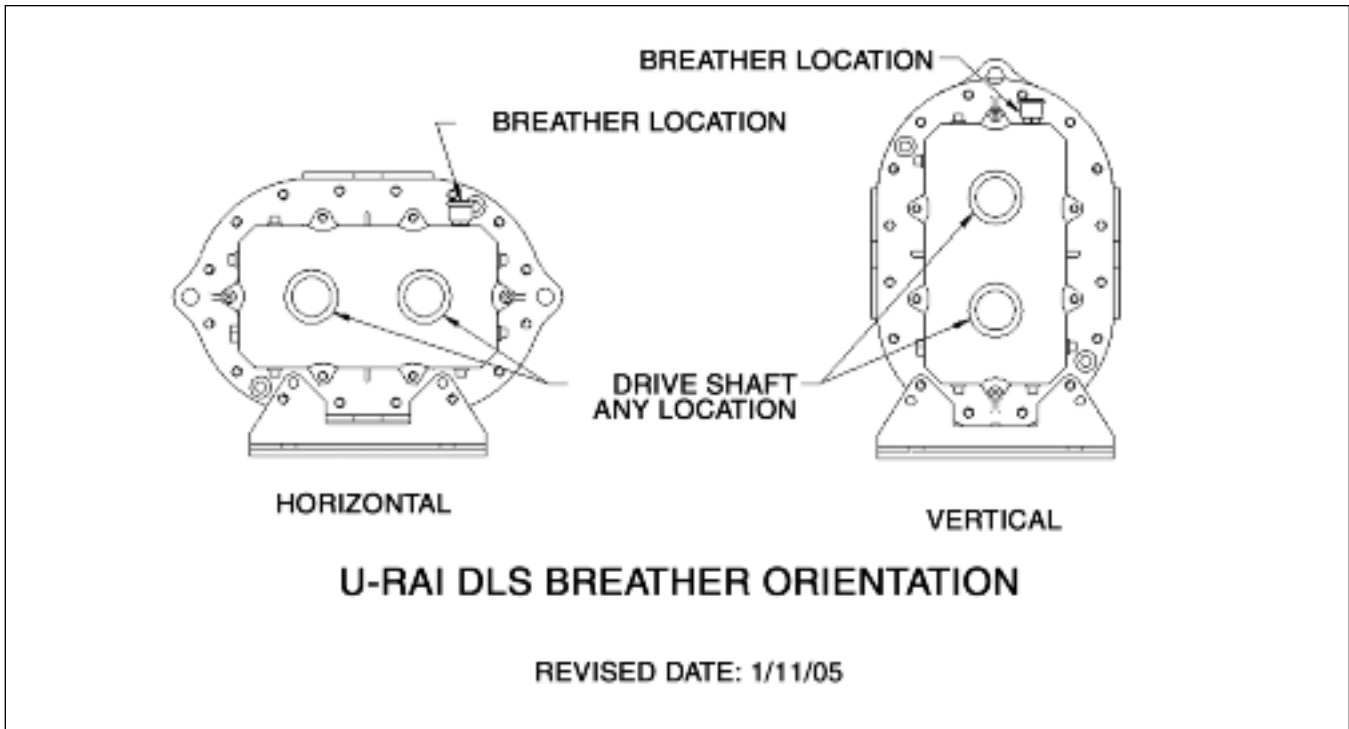 BREATHER LOCATION
BREATHER LOCATION
DRIVE SHAFT
ANY LOCATION
HORIZONTAL
VERTICAL
U-RAI DLS BREATHER ORIENTATION
REVISED DATE: 1/11/05